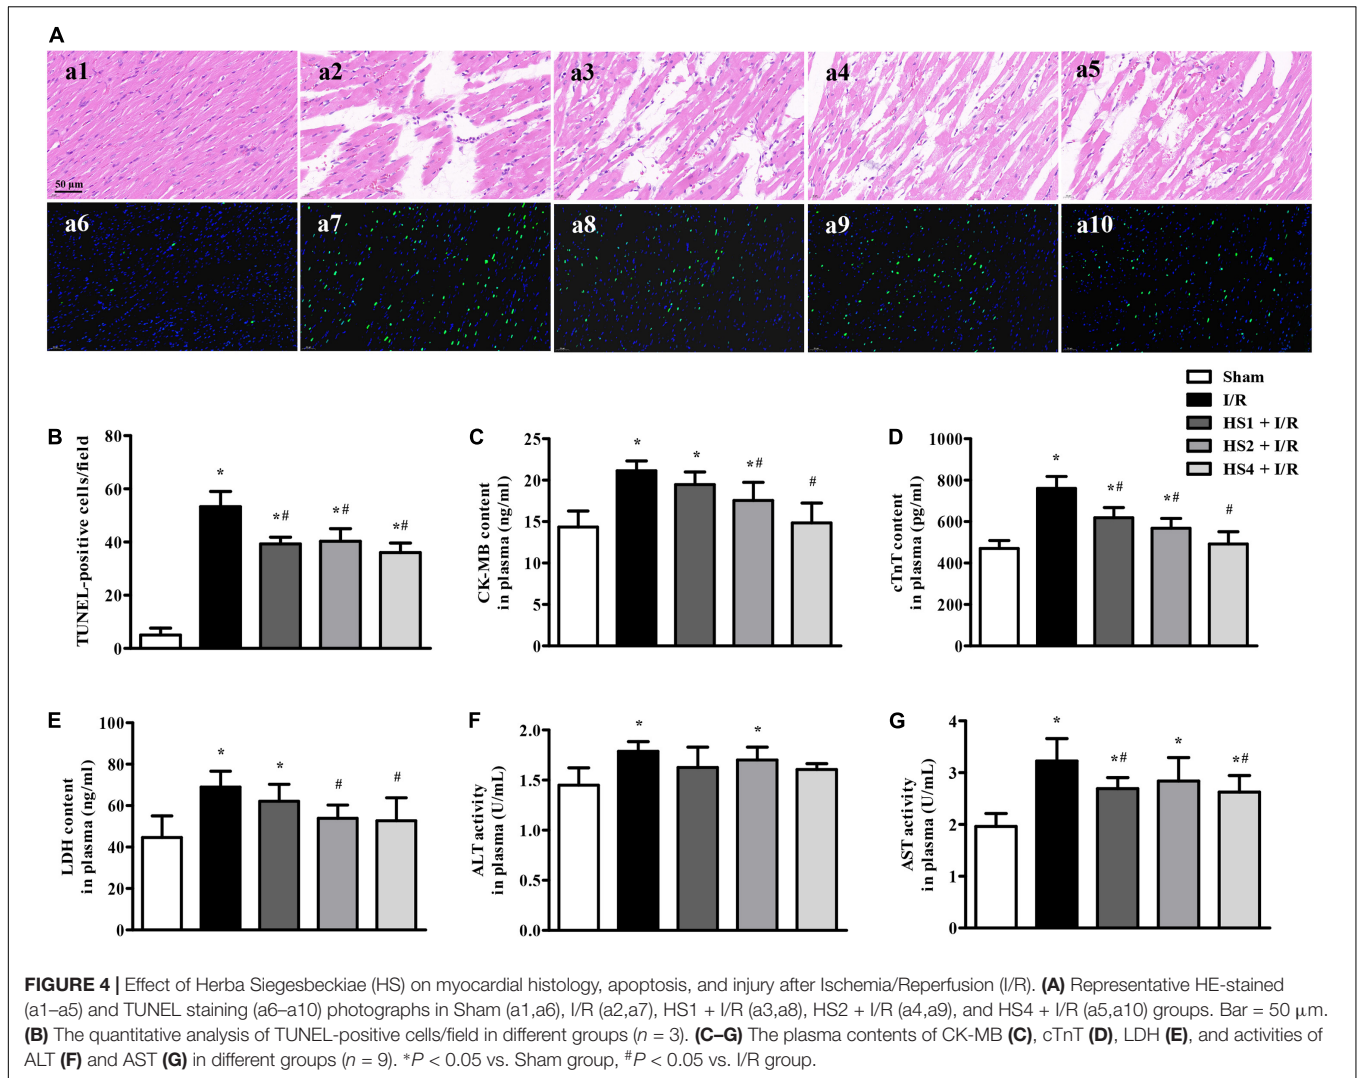 A
a1 a2 a3 a4 a5
50 µm
a6 a7 a8 a9 a10
Sham
I/R
HS1 + I/R
HS2 + I/R
HS4 + I/R
B
TUNEL-positive cells/field
80
60
40
20
0
*
*#
*#
*#
C
CK-MB content
in plasma (ng/ml)
25
20
15
10
5
0
*
*
*#
#
D
cTnT content
in plasma (pg/ml)
1000
800
600
400
200
0
*
*#
*#
#
E
LDH content
in plasma (ng/ml)
100
80
60
40
20
0
*
*
#
#
F
ALT activity
in plasma (U/mL)
2.0
1.5
1.0
0.5
0.0
*
*
G
AST activity
in plasma (U/mL)
4
3
2
1
0
*
*#
*
*#
FIGURE 4 | Effect of Herba Siegesbeckiae (HS) on myocardial histology, apoptosis, and injury after Ischemia/Reperfusion (I/R). (A) Representative HE-stained
(a1–a5) and TUNEL staining (a6–a10) photographs in Sham (a1,a6), I/R (a2,a7), HS1 + I/R (a3,a8), HS2 + I/R (a4,a9), and HS4 + I/R (a5,a10) groups. Bar = 50 µm.
(B) The quantitative analysis of TUNEL-positive cells/field in different groups (n = 3). (C–G) The plasma contents of CK-MB (C), cTnT (D), LDH (E), and activities of
ALT (F) and AST (G) in different groups (n = 9). *P < 0.05 vs. Sham group, #P < 0.05 vs. I/R group.